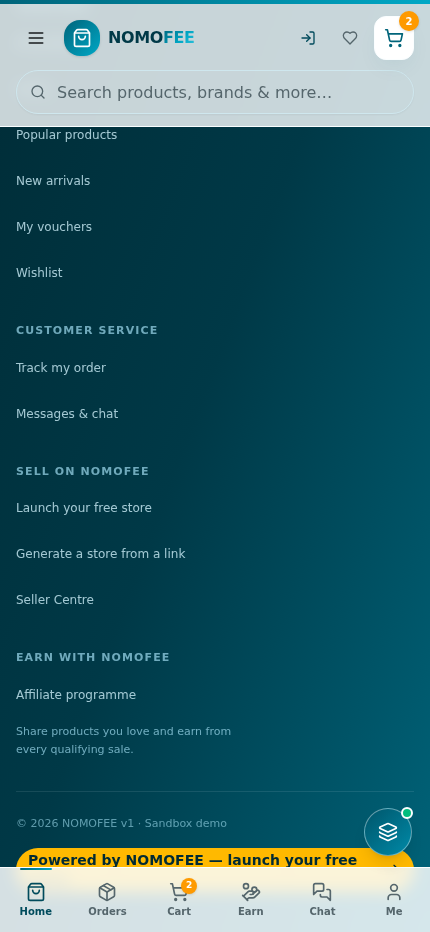 NOMOFEE
2
Search products, brands & more...
Popular products
New arrivals
My vouchers
Wishlist
CUSTOMER SERVICE
Track my order
Messages & chat
SELL ON NOMOFEE
Launch your free store
Generate a store from a link
Seller Centre
EARN WITH NOMOFEE
Affiliate programme
Share products you love and earn from
every qualifying sale.
© 2026 NOMOFEE v1 · Sandbox demo
Powered by NOMOFEE — launch your free
2
Home
Orders
Cart
Earn
Chat
Me